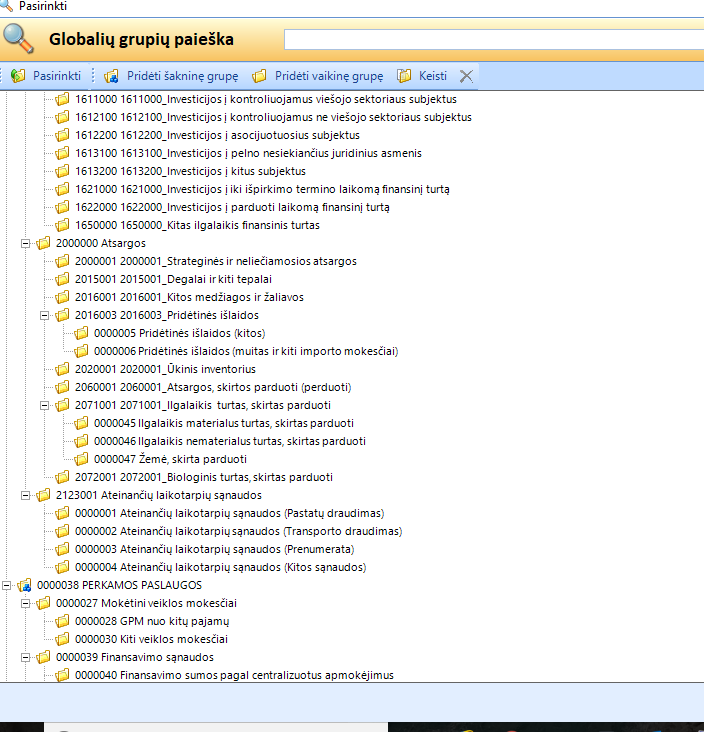 Pasirinkti
Globalių grupių paieška
Pasirinkti Pridėti šakninę grupę Pridėti vaikinę grupę Keisti
1611000 1611000_Investicijos į kontroliuojamus viešojo sektoriaus subjektus
1612100 1612100_Investicijos į kontroliuojamus ne viešojo sektoriaus subjektus
1612200 1612200_Investicijos į asocijuotuosius subjektus
1613100 1613100_Investicijos į pelno nesiekiančius juridinius asmenis
1613200 1613200_Investicijos į kitus subjektus
1621000 1621000_Investicijos į iki išpirkimo termino laikomą finansinį turtą
1622000 1622000_Investicijos į parduoti laikomą finansinį turtą
1650000 1650000_Kitas ilgalaikis finansinis turtas
2000000 Atsargos
2000001 2000001_Strateginės ir neliečiamosios atsargos
2015001 2015001_Degalai ir kiti tepalai
2016001 2016001_Kitos medžiagos ir žaliavos
2016003 2016003_Pridėtinės išlaidos
0000005 Pridėtinės išlaidos (kitos)
0000006 Pridėtinės išlaidos (muitas ir kiti importo mokesčiai)
2020001 2020001_Ūkinis inventorius
2060001 2060001_Atsargos, skirtos parduoti (perduoti)
2071001 2071001_Ilgalaikis turtas, skirtas parduoti
0000045 Ilgalaikis materialus turtas, skirtas parduoti
0000046 Ilgalaikis nematerialus turtas, skirtas parduoti
0000047 Žemė, skirta parduoti
2072001 2072001_Biologinis turtas, skirtas parduoti
2123001 Ateinančių laikotarpių sąnaudos
0000001 Ateinančių laikotarpių sąnaudos (Pastatų draudimas)
0000002 Ateinančių laikotarpių sąnaudos (Transporto draudimas)
0000003 Ateinančių laikotarpių sąnaudos (Prenumerata)
0000004 Ateinančių laikotarpių sąnaudos (Kitos sąnaudos)
0000038 PERKAMOS PASLAUGOS
0000027 Mokėtini veiklos mokesčiai
0000028 GPM nuo kitų pajamų
0000030 Kiti veiklos mokesčiai
0000039 Finansavimo sąnaudos
0000040 Finansavimo sumos pagal centralizuotus apmokėjimus